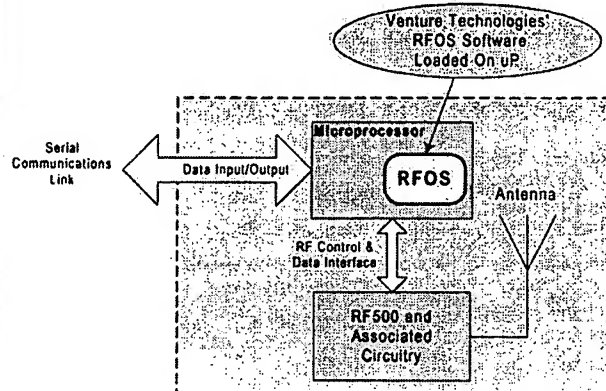 Venture Technologies'
RFOS Software
Loaded On uP
Microprocessor
Serial
Communications
Link
Data Input/Output
RFOS
Antenna
RF Control &
Data Interface
RF500 and
Associated
Circuitry